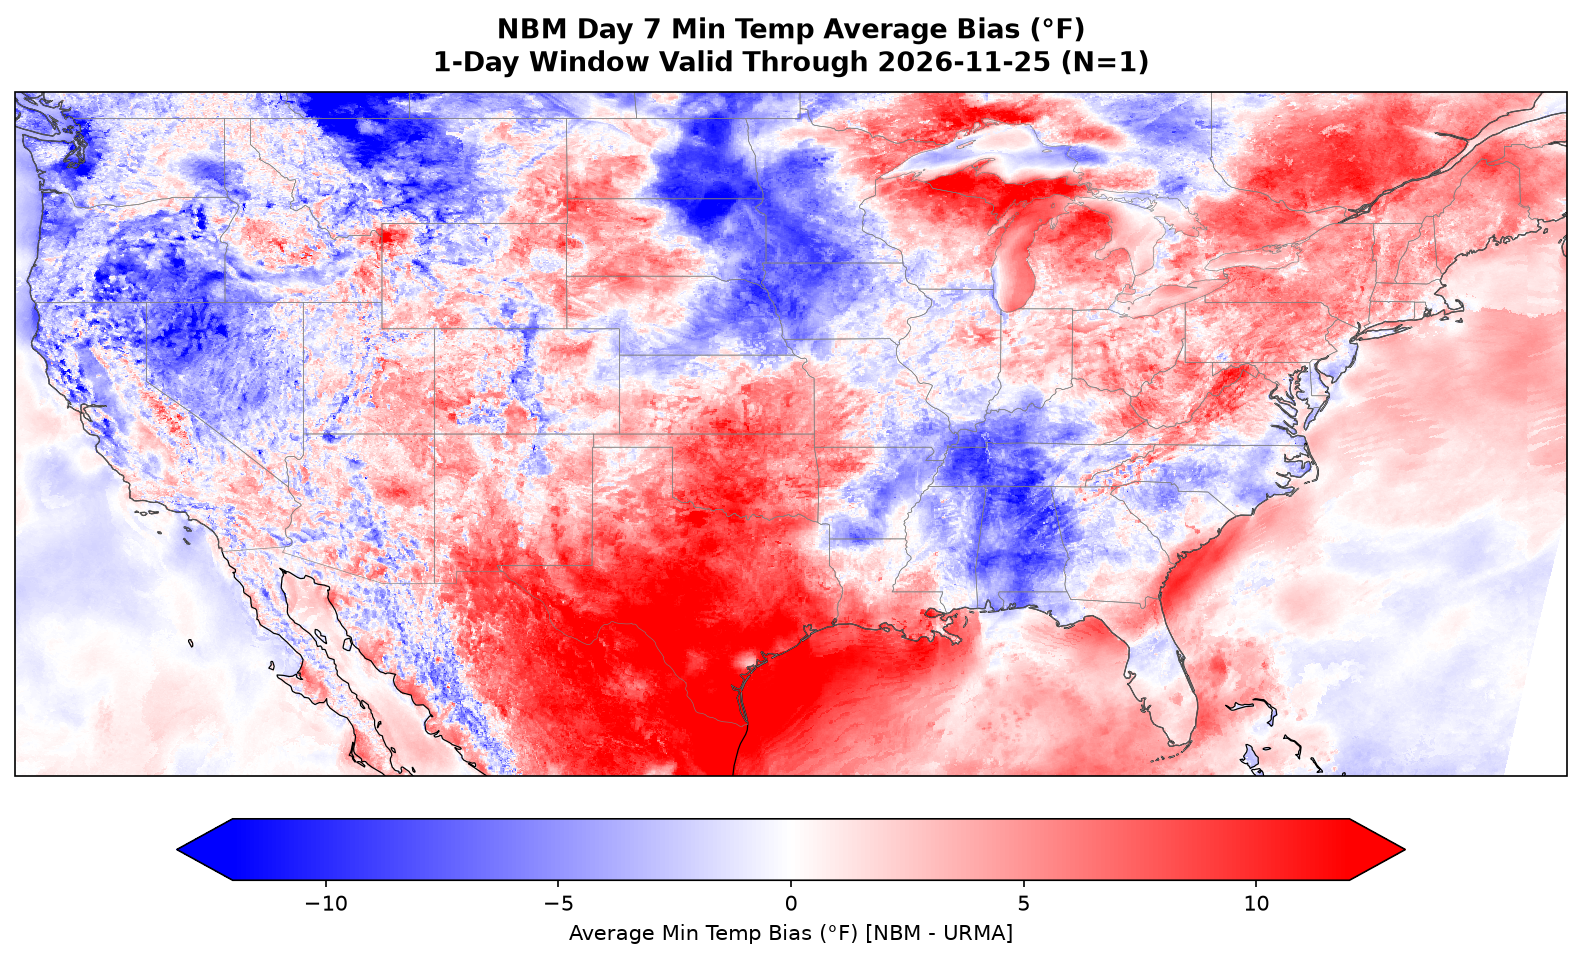 NBM Day 7 Min Temp Average Bias (°F)
1-Day Window Valid Through 2026-11-25 (N=1)
−10 −5 0 5 10
Average Min Temp Bias (°F) [NBM - URMA]